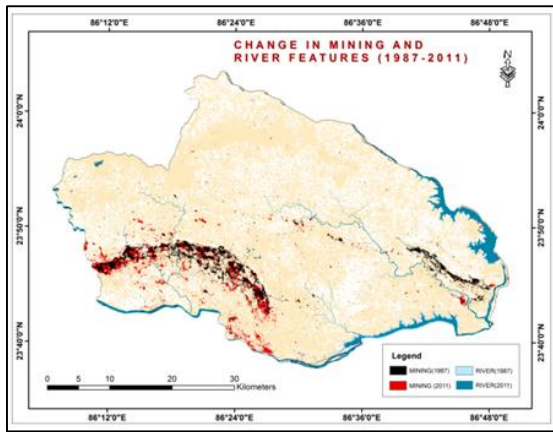 86°12'0"E 86°24'0"E 86°36'0"E 86°48'0"E
CHANGE IN MINING AND
RIVER FEATURES (1987-2011)
N
24°0'0"N 24°0'0"N
23°50'0"N 23°50'0"N
23°40'0"N 23°40'0"N
Legend
MINING(1987) RIVER(1987)
MINING (2011) RIVER(2011)
0 5 10 20 30
Kilometers
86°12'0"E 86°24'0"E 86°36'0"E 86°48'0"E